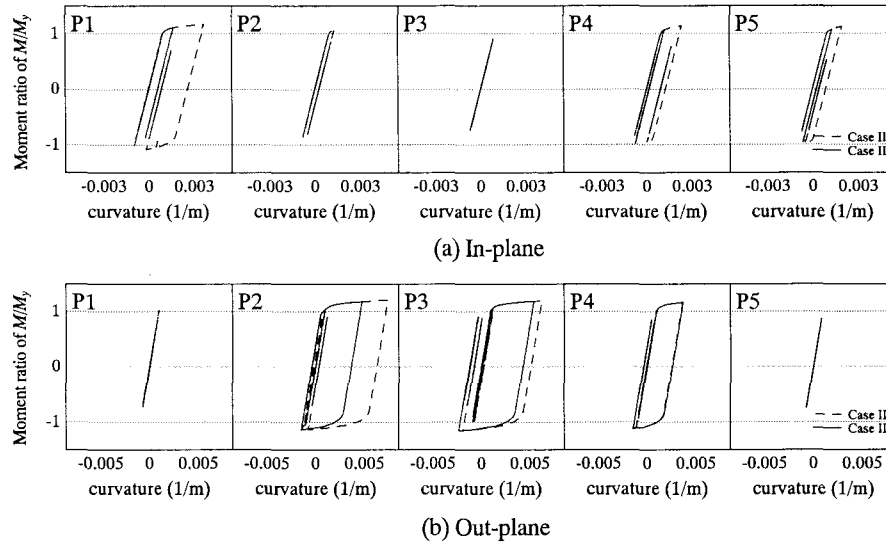 P1 P2 P3 P4 P5
Moment ratio of M/My
1
0
-1
Case II
Case II
-0.003 0 0.003 -0.003 0 0.003 -0.003 0 0.003 -0.003 0 0.003 -0.003 0 0.003
curvature (1/m) curvature (1/m) curvature (1/m) curvature (1/m) curvature (1/m)
(a) In-plane
P1 P2 P3 P4 P5
Moment ratio of M/My
1
0
-1
Case II
Case II
-0.005 0 0.005 -0.005 0 0.005 -0.005 0 0.005 -0.005 0 0.005 -0.005 0 0.005
curvature (1/m) curvature (1/m) curvature (1/m) curvature (1/m) curvature (1/m)
(b) Out-plane